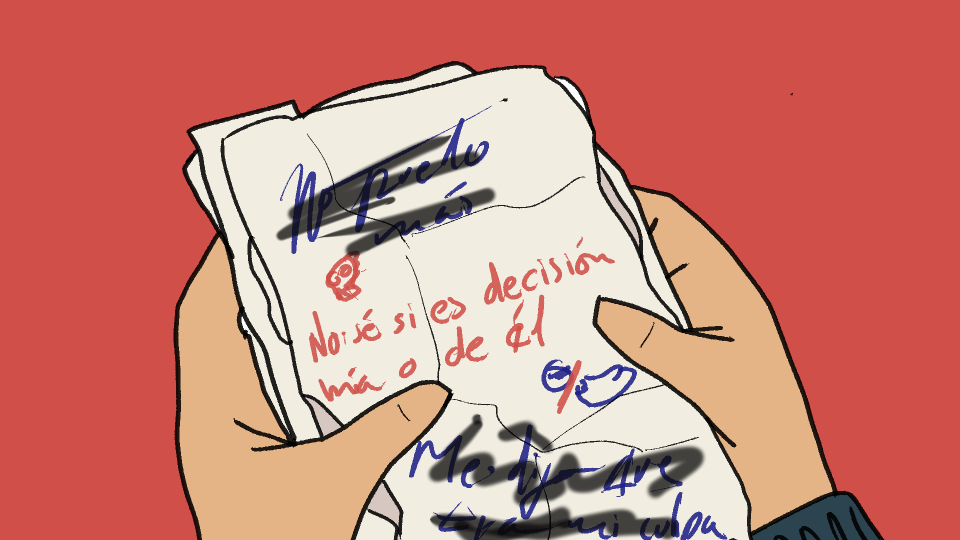 No puedo
más
No sé si es decisión
mía o de él
Me dijo que
era mi culpa